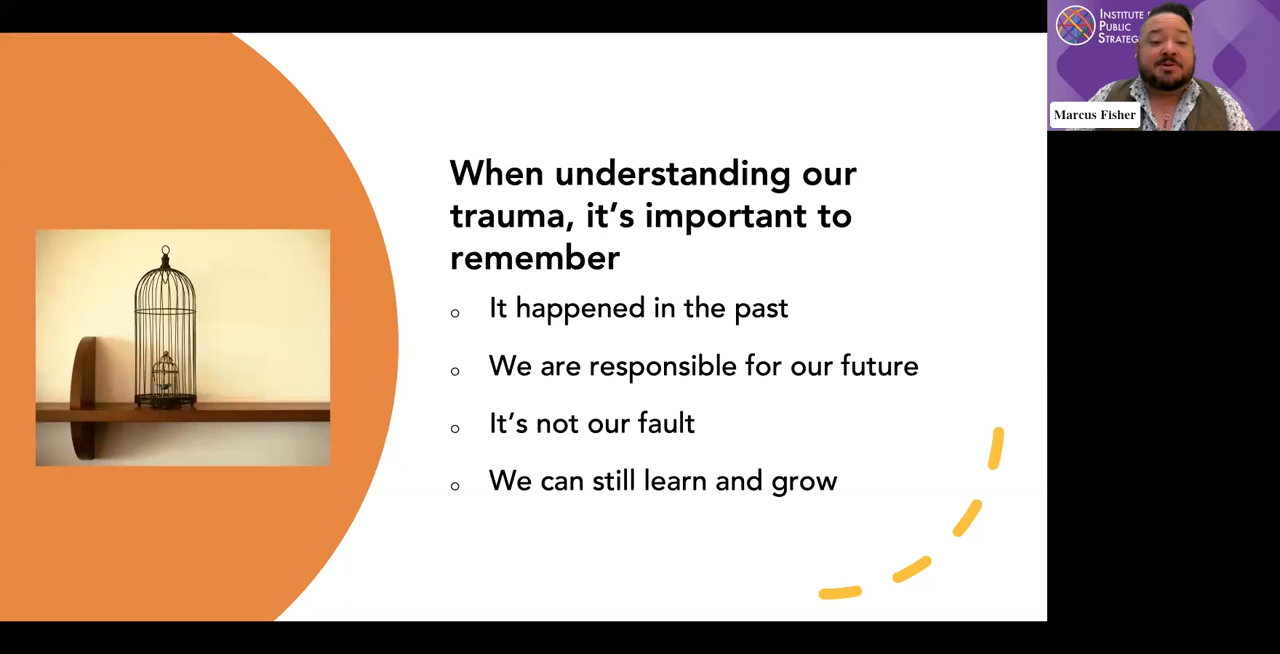 When understanding our
trauma, it’s important to
remember
It happened in the past
We are responsible for our future
It’s not our fault
We can still learn and grow
INSTITUTE
PUBLIC
Marcus Fisher